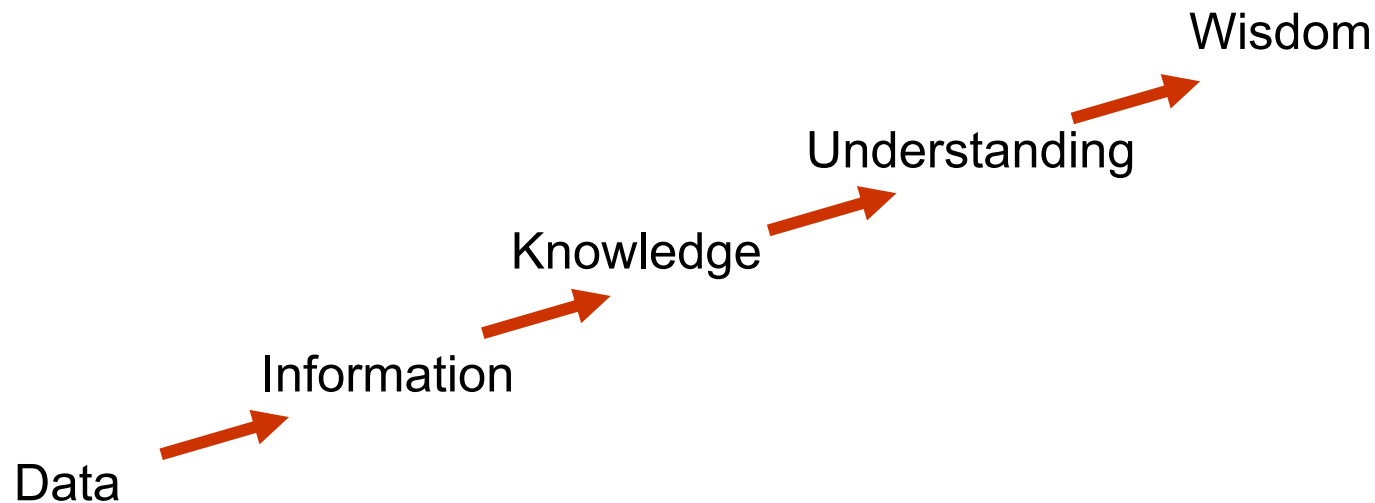 Wisdom
Understanding
Knowledge
Information
Data